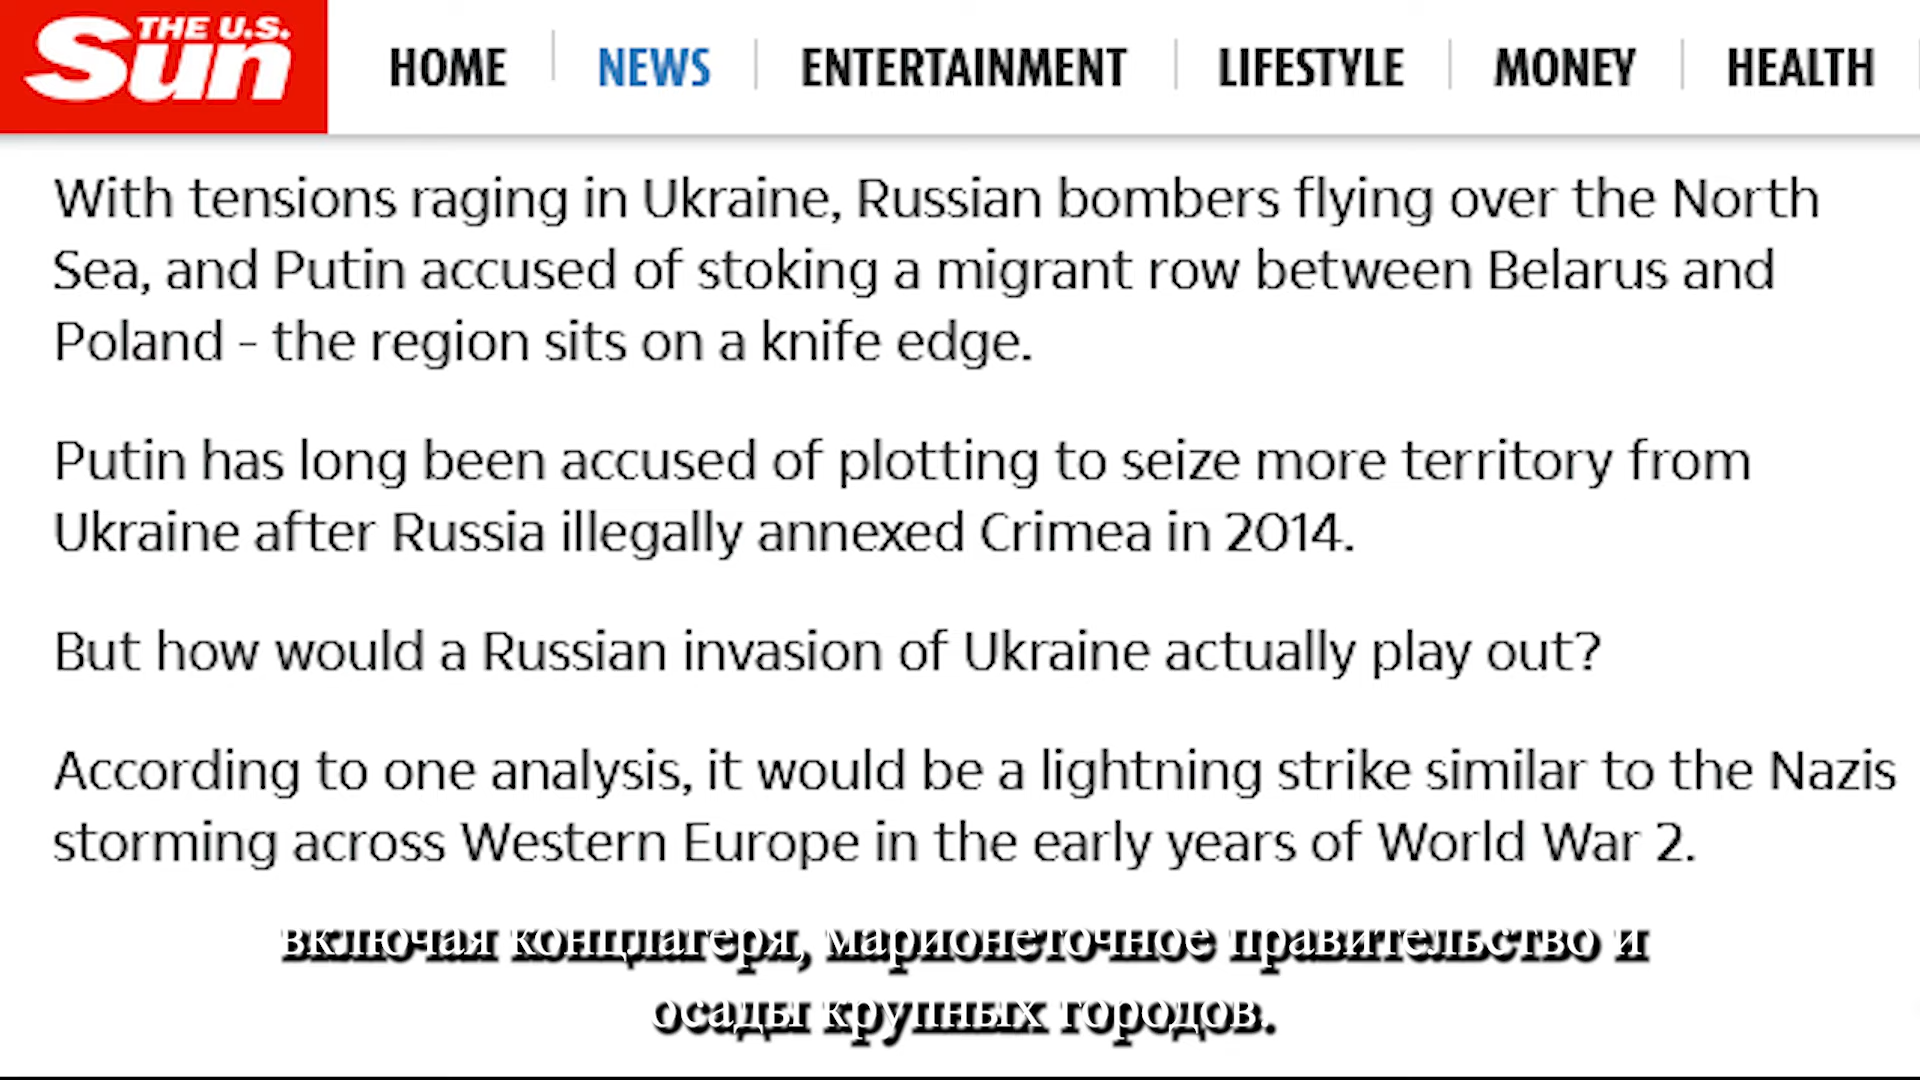 THE U.S.
Sun
HOME NEWS ENTERTAINMENT LIFESTYLE MONEY HEALTH
With tensions raging in Ukraine, Russian bombers flying over the North
Sea, and Putin accused of stoking a migrant row between Belarus and
Poland - the region sits on a knife edge.
Putin has long been accused of plotting to seize more territory from
Ukraine after Russia illegally annexed Crimea in 2014.
But how would a Russian invasion of Ukraine actually play out?
According to one analysis, it would be a lightning strike similar to the Nazis
storming across Western Europe in the early years of World War 2.
включая концлагеря, марионеточное правительство и
осады крупных городов.